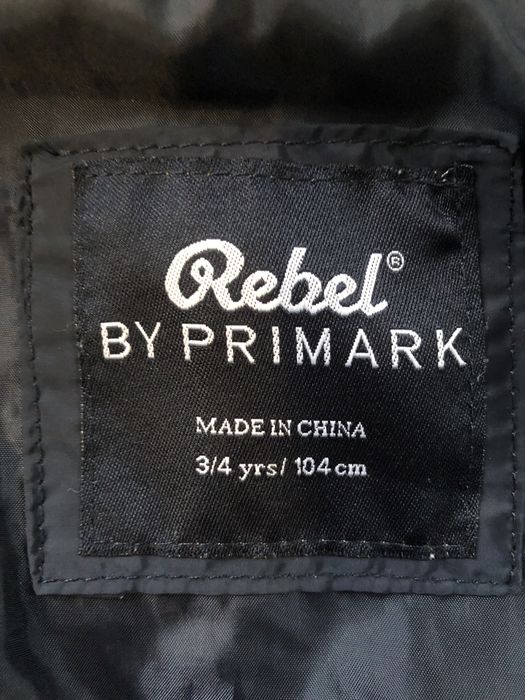 Rebel®
BY PRIMARK
MADE IN CHINA
3/4 yrs/ 104 cm